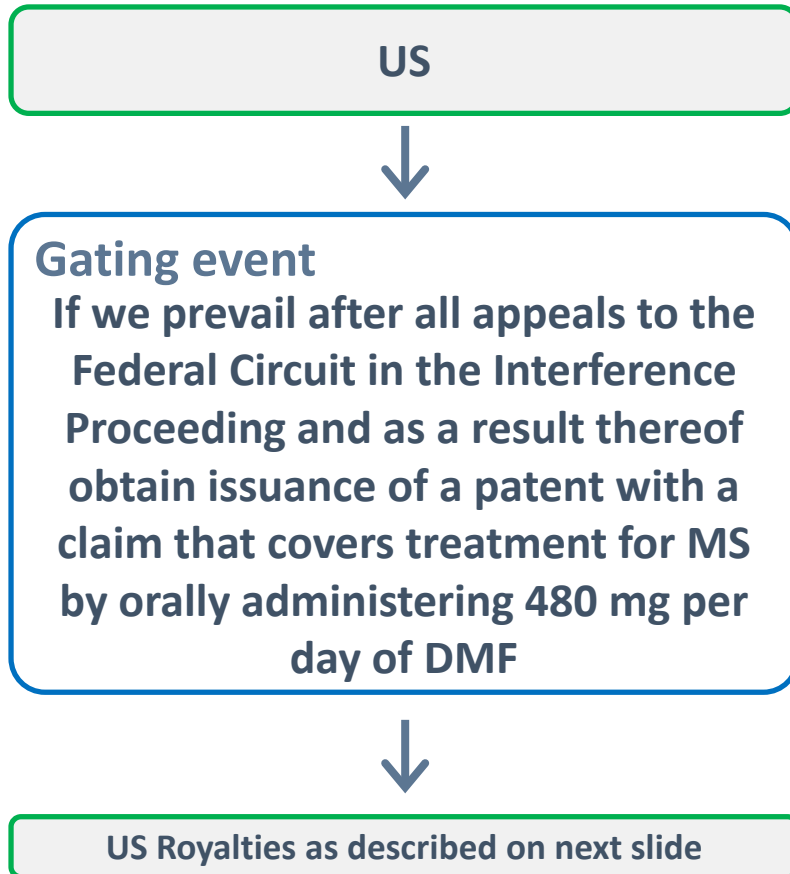 US
Gating event
If we prevail after all appeals to the
Federal Circuit in the Interference
Proceeding and as a result thereof
obtain issuance of a patent with a
claim that covers treatment for MS
by orally administering 480 mg per
day of DMF
US Royalties as described on next slide